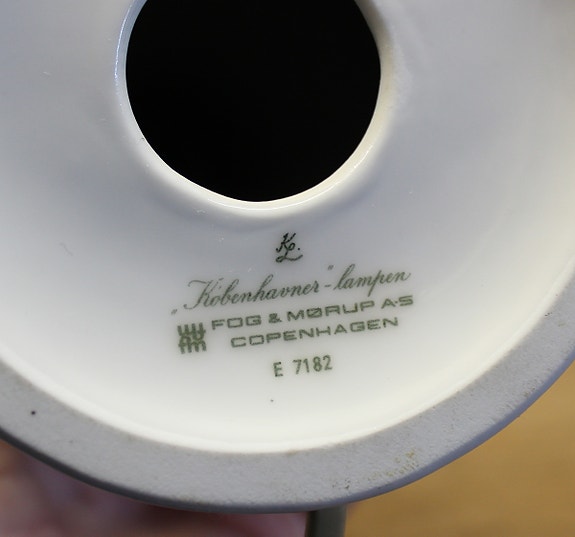 KL.
„Københavner"-lampen
FOG & MØRUP A·S
COPENHAGEN
E 7182